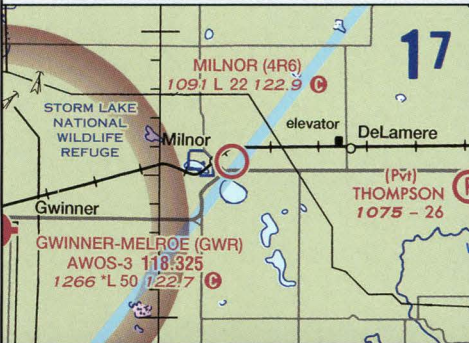 MILNOR (4R6)
1091 L 22 122.9 C
17
STORM LAKE
NATIONAL
WILDLIFE
REFUGE
Milnor
elevator
DeLamere
(Pvt)
THOMPSON
1075 - 26
Gwinner
GWINNER-MELROE (GWR)
AWOS-3 118.325
1266 *L 50 122.7 C